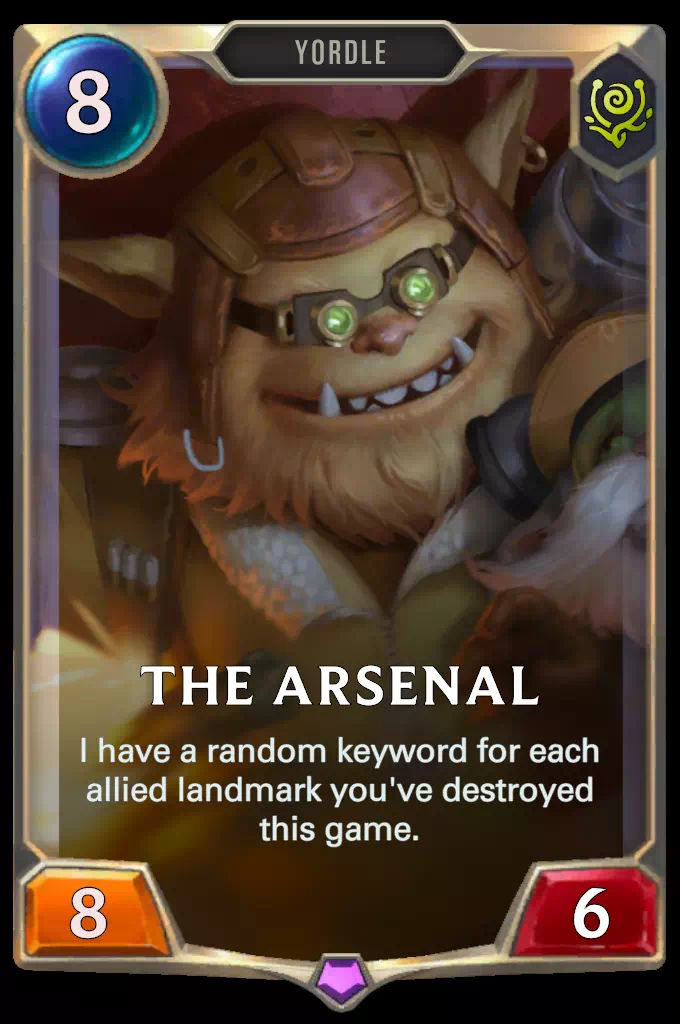 YORDLE
8
THE ARSENAL
I have a random keyword for each
allied landmark you've destroyed
this game.
8
6